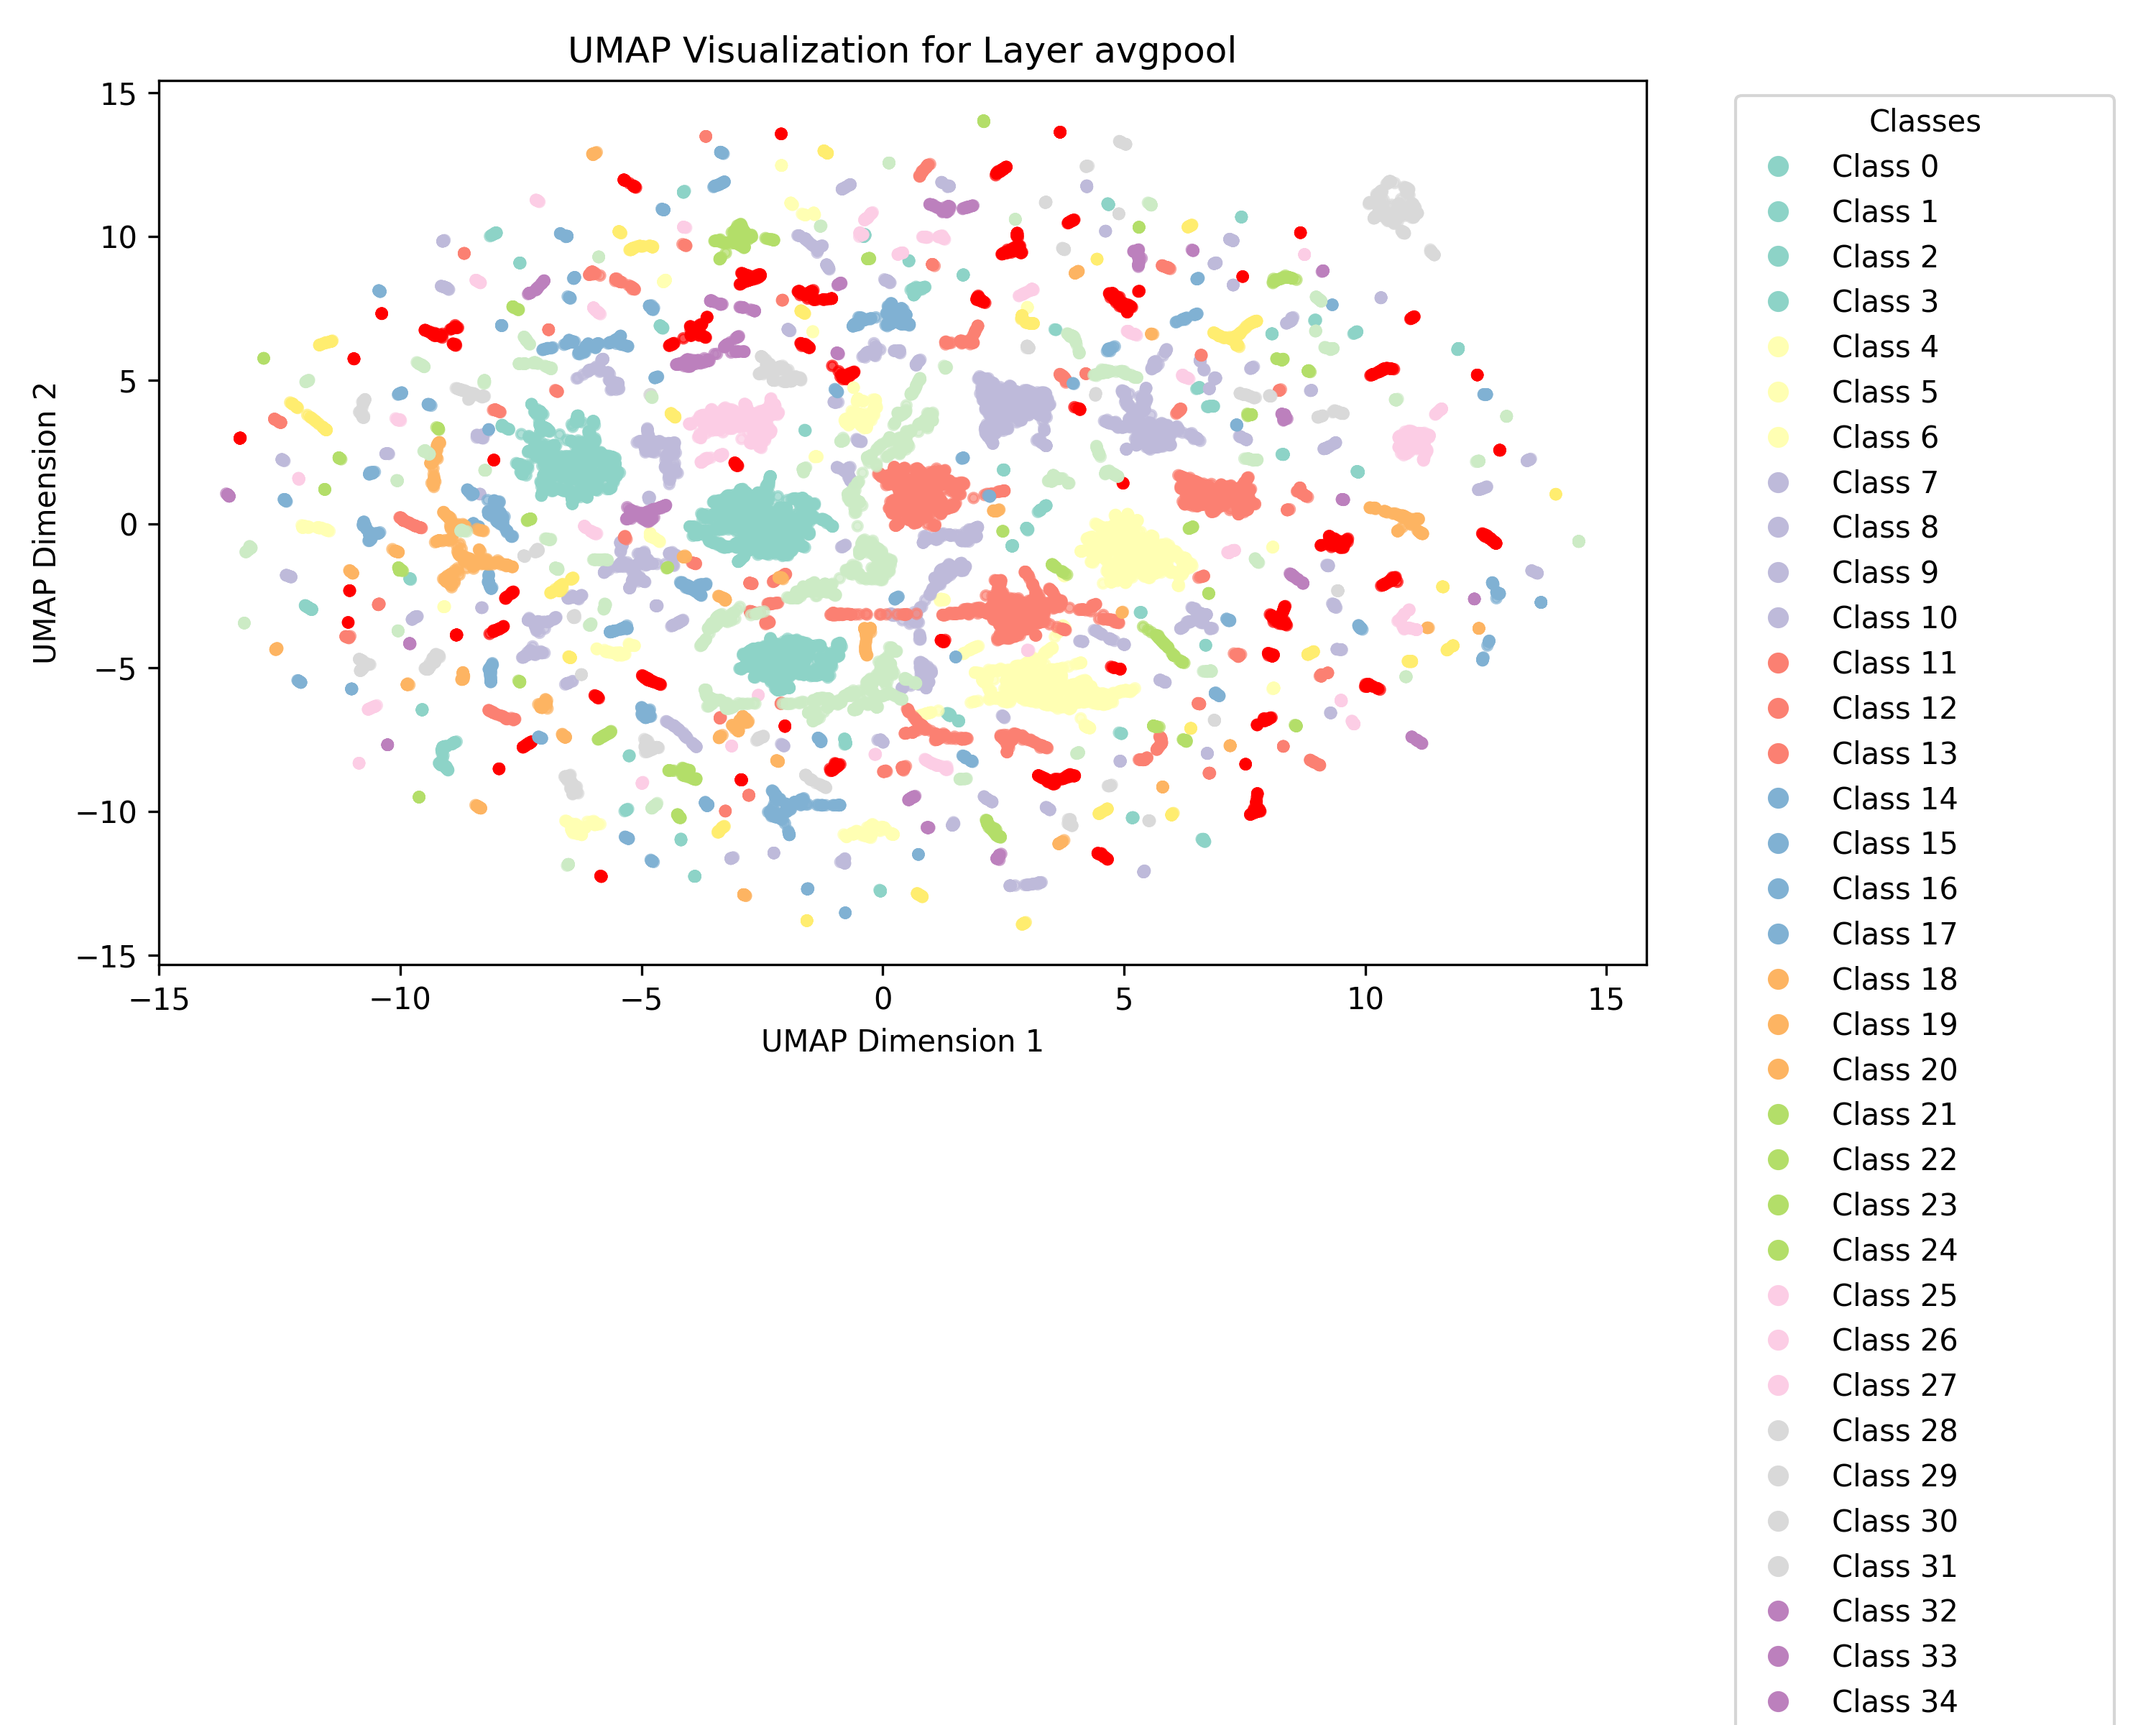 UMAP Visualization for Layer avgpool
15
10
5
0
−5
−10
−15
UMAP Dimension 2
−15
−10
−5
0
5
10
15
UMAP Dimension 1
Classes
Class 0
Class 1
Class 2
Class 3
Class 4
Class 5
Class 6
Class 7
Class 8
Class 9
Class 10
Class 11
Class 12
Class 13
Class 14
Class 15
Class 16
Class 17
Class 18
Class 19
Class 20
Class 21
Class 22
Class 23
Class 24
Class 25
Class 26
Class 27
Class 28
Class 29
Class 30
Class 31
Class 32
Class 33
Class 34